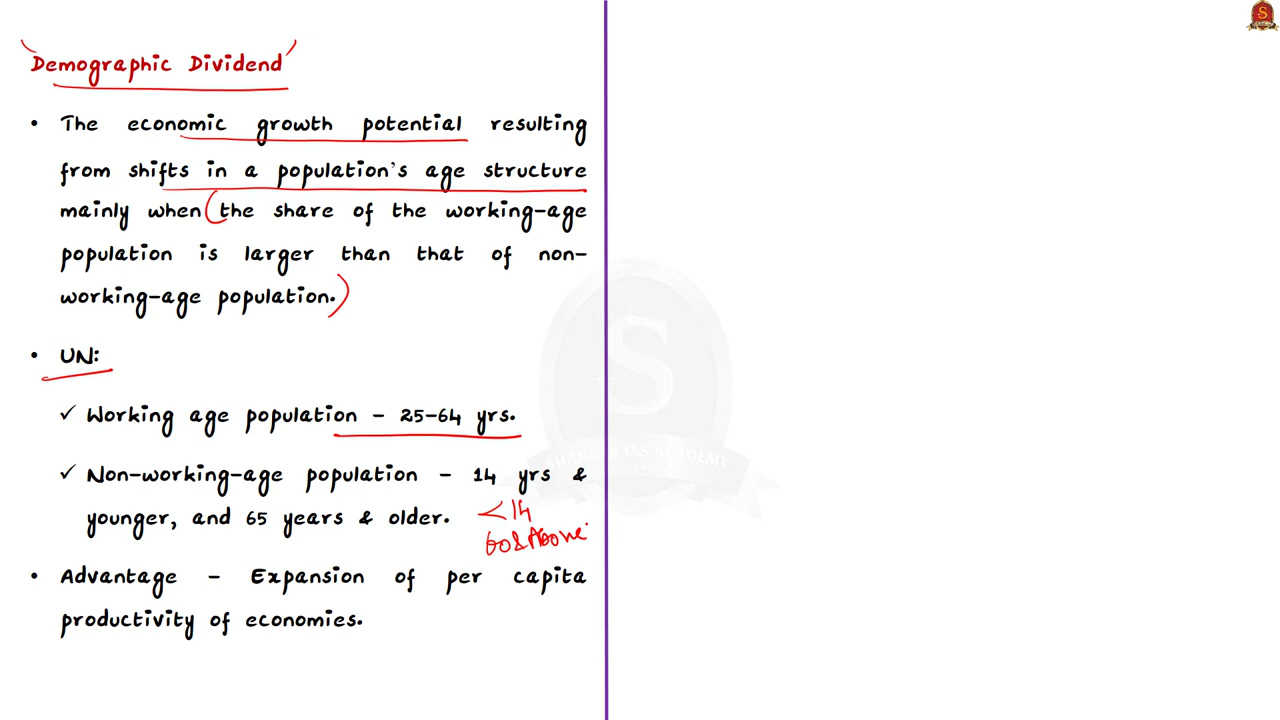 Demographic Dividend
• The economic growth potential resulting
from shifts in a population's age structure
mainly when (the share of the working-age
population is larger than that of non-
working-age population.)
• UN:
✓ Working age population - 25-64 yrs.
✓ Non-working-age population - 14 yrs &
younger, and 65 years & older.
<14
60 & Above
• Advantage - Expansion of per capita
productivity of economies.
S
SHANKAR IAS ACADEMY